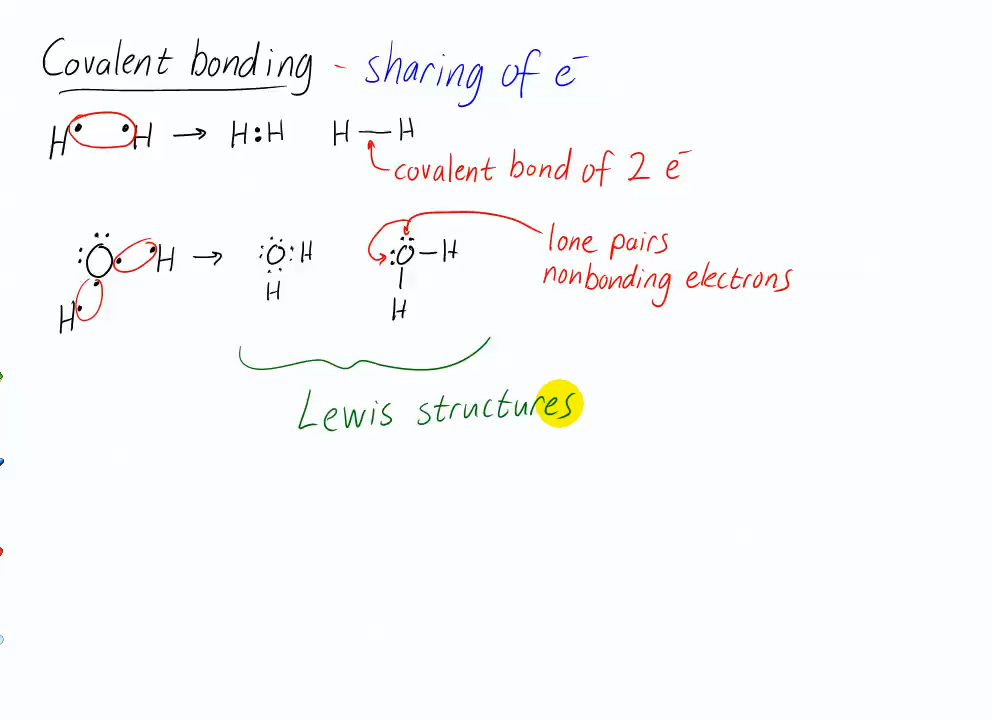 Covalent bonding - sharing of e⁻
H• •H → H:H H—H
covalent bond of 2 e⁻
:Ö• •H → :Ö:H :Ö—H
lone pairs
nonbonding electrons
H• H H
Lewis structures